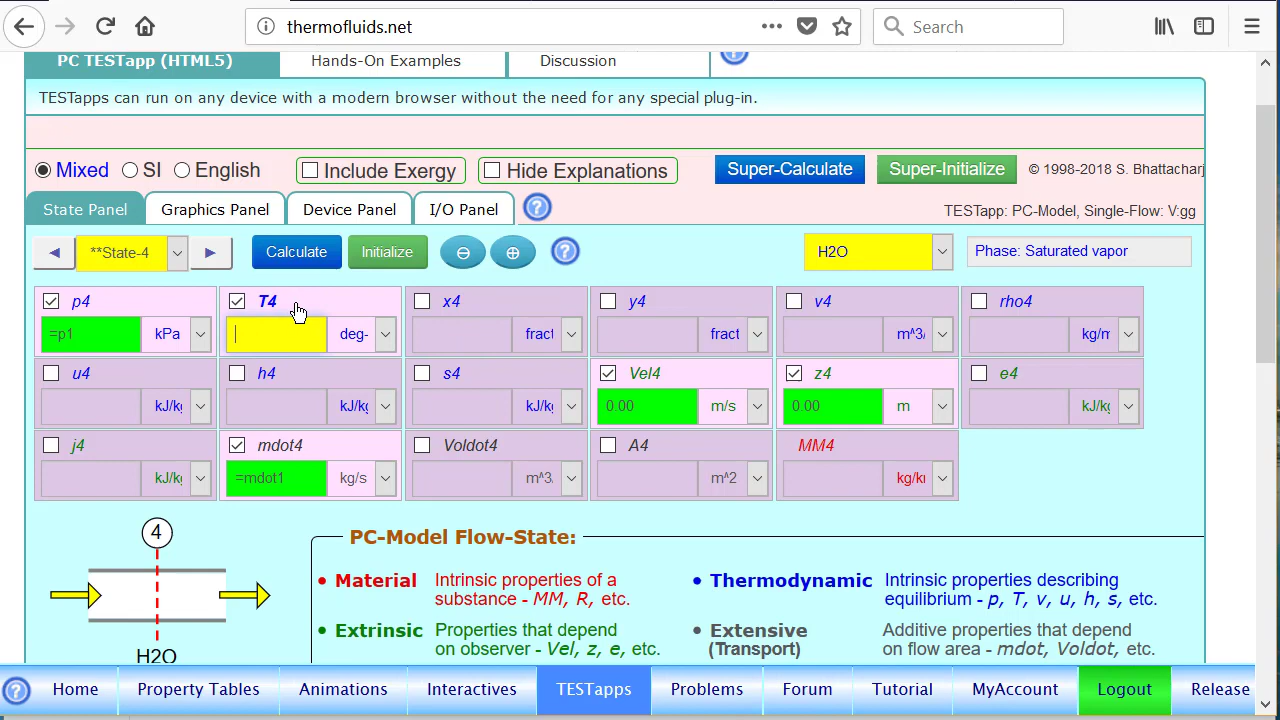 thermofluids.net
Search
PC TESTapp (HTML5)
Hands-On Examples
Discussion
TESTapps can run on any device with a modern browser without the need for any special plug-in.
Mixed
SI
English
Include Exergy
Hide Explanations
Super-Calculate
Super-Initialize
© 1998-2018 S. Bhattacharj
State Panel
Graphics Panel
Device Panel
I/O Panel
?
TESTapp: PC-Model, Single-Flow: V:gg
**State-4
Calculate
Initialize
?
H2O
Phase: Saturated vapor
p4
T4
x4
y4
v4
rho4
=p1
kPa
deg-
fract
fract
m^3/
kg/m
u4
h4
s4
Vel4
z4
e4
kJ/kg
kJ/kg
kJ/kg
0.00
m/s
0.00
m
kJ/kg
j4
mdot4
Voldot4
A4
MM4
kJ/kg
=mdot1
kg/s
m^3.
m^2
kg/kı
4
H2O
PC-Model Flow-State:
• Material
Intrinsic properties of a
substance - MM, R, etc.
• Thermodynamic
Intrinsic properties describing
equilibrium - p, T, v, u, h, s, etc.
• Extrinsic
Properties that depend
on observer - Vel, z, e, etc.
• Extensive
(Transport)
Additive properties that depend
on flow area - mdot, Voldot, etc.
?
Home
Property Tables
Animations
Interactives
TESTapps
Problems
Forum
Tutorial
MyAccount
Logout
Release